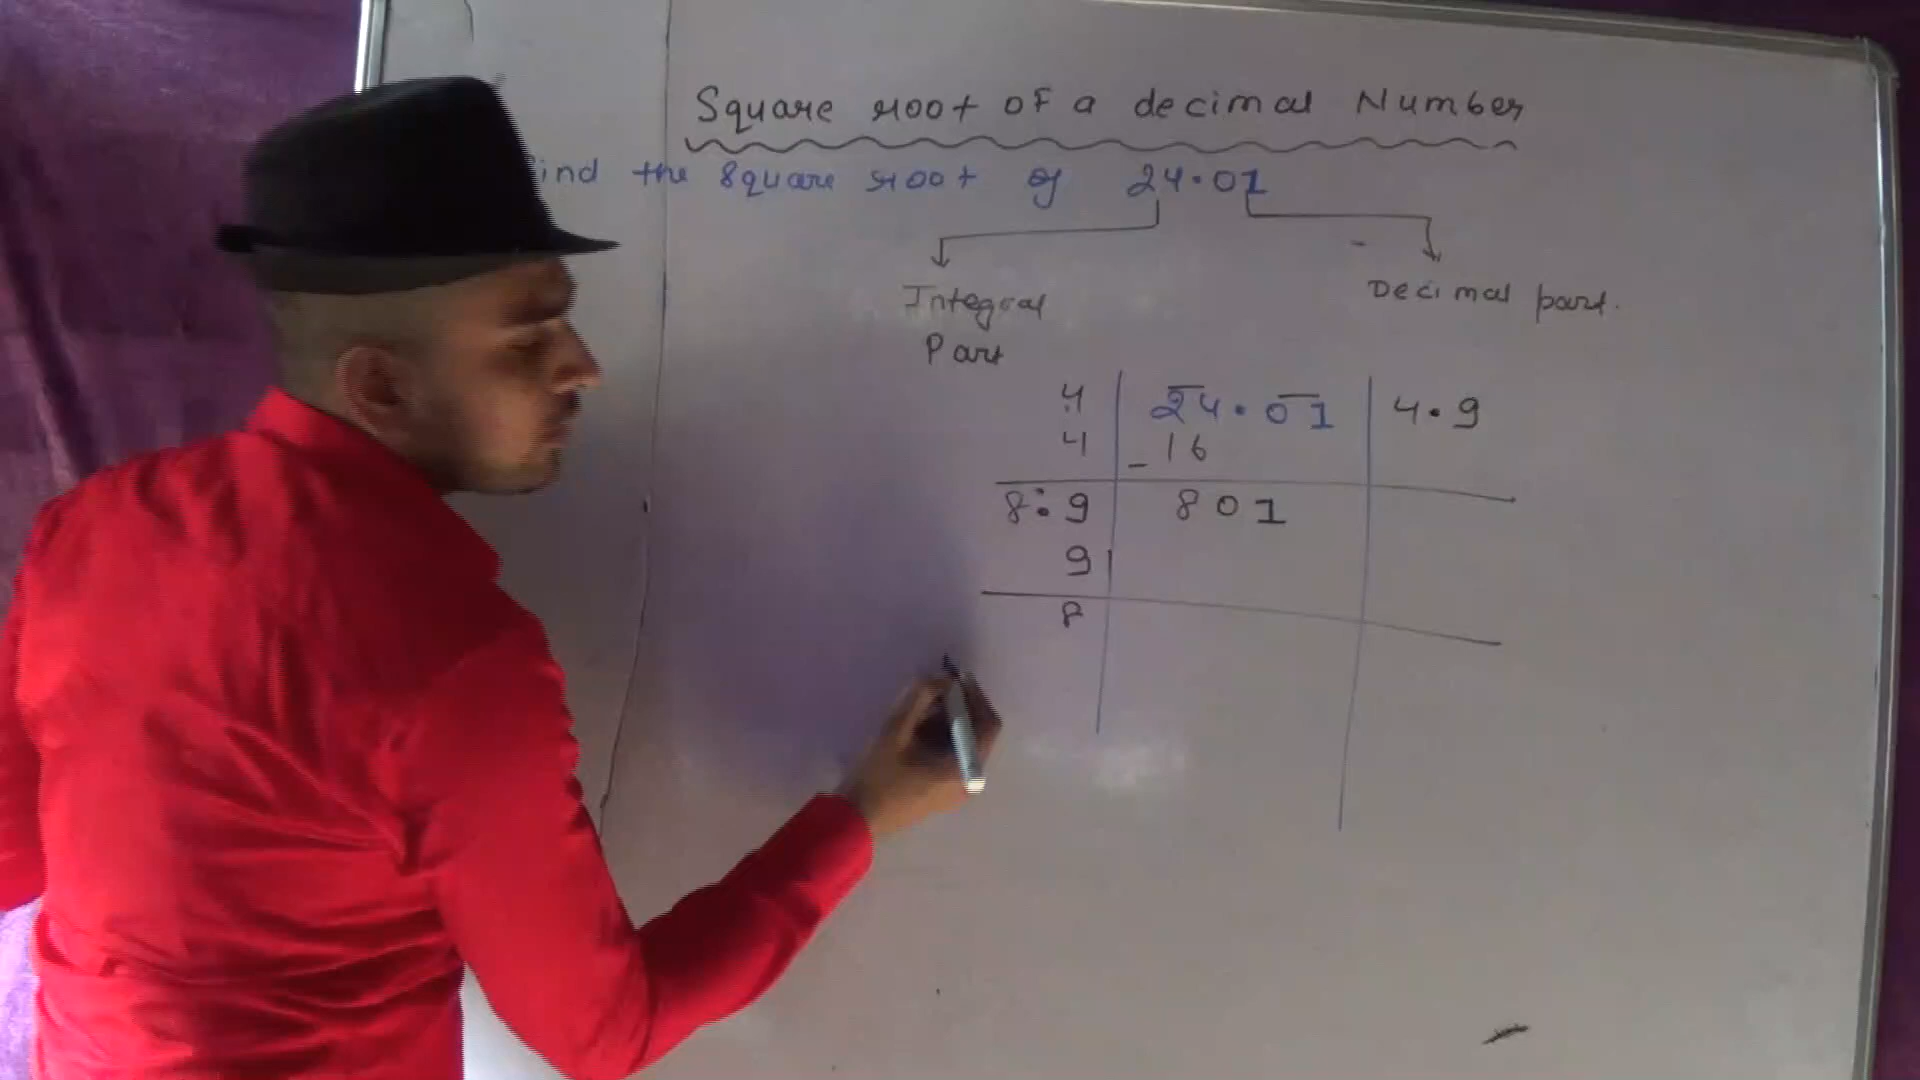 Square root of a decimal Number
ind the square root of 24.01
Integral
Part
Decimal part.
4 24.01 4.9
4 - 16
8.9 801
9
8